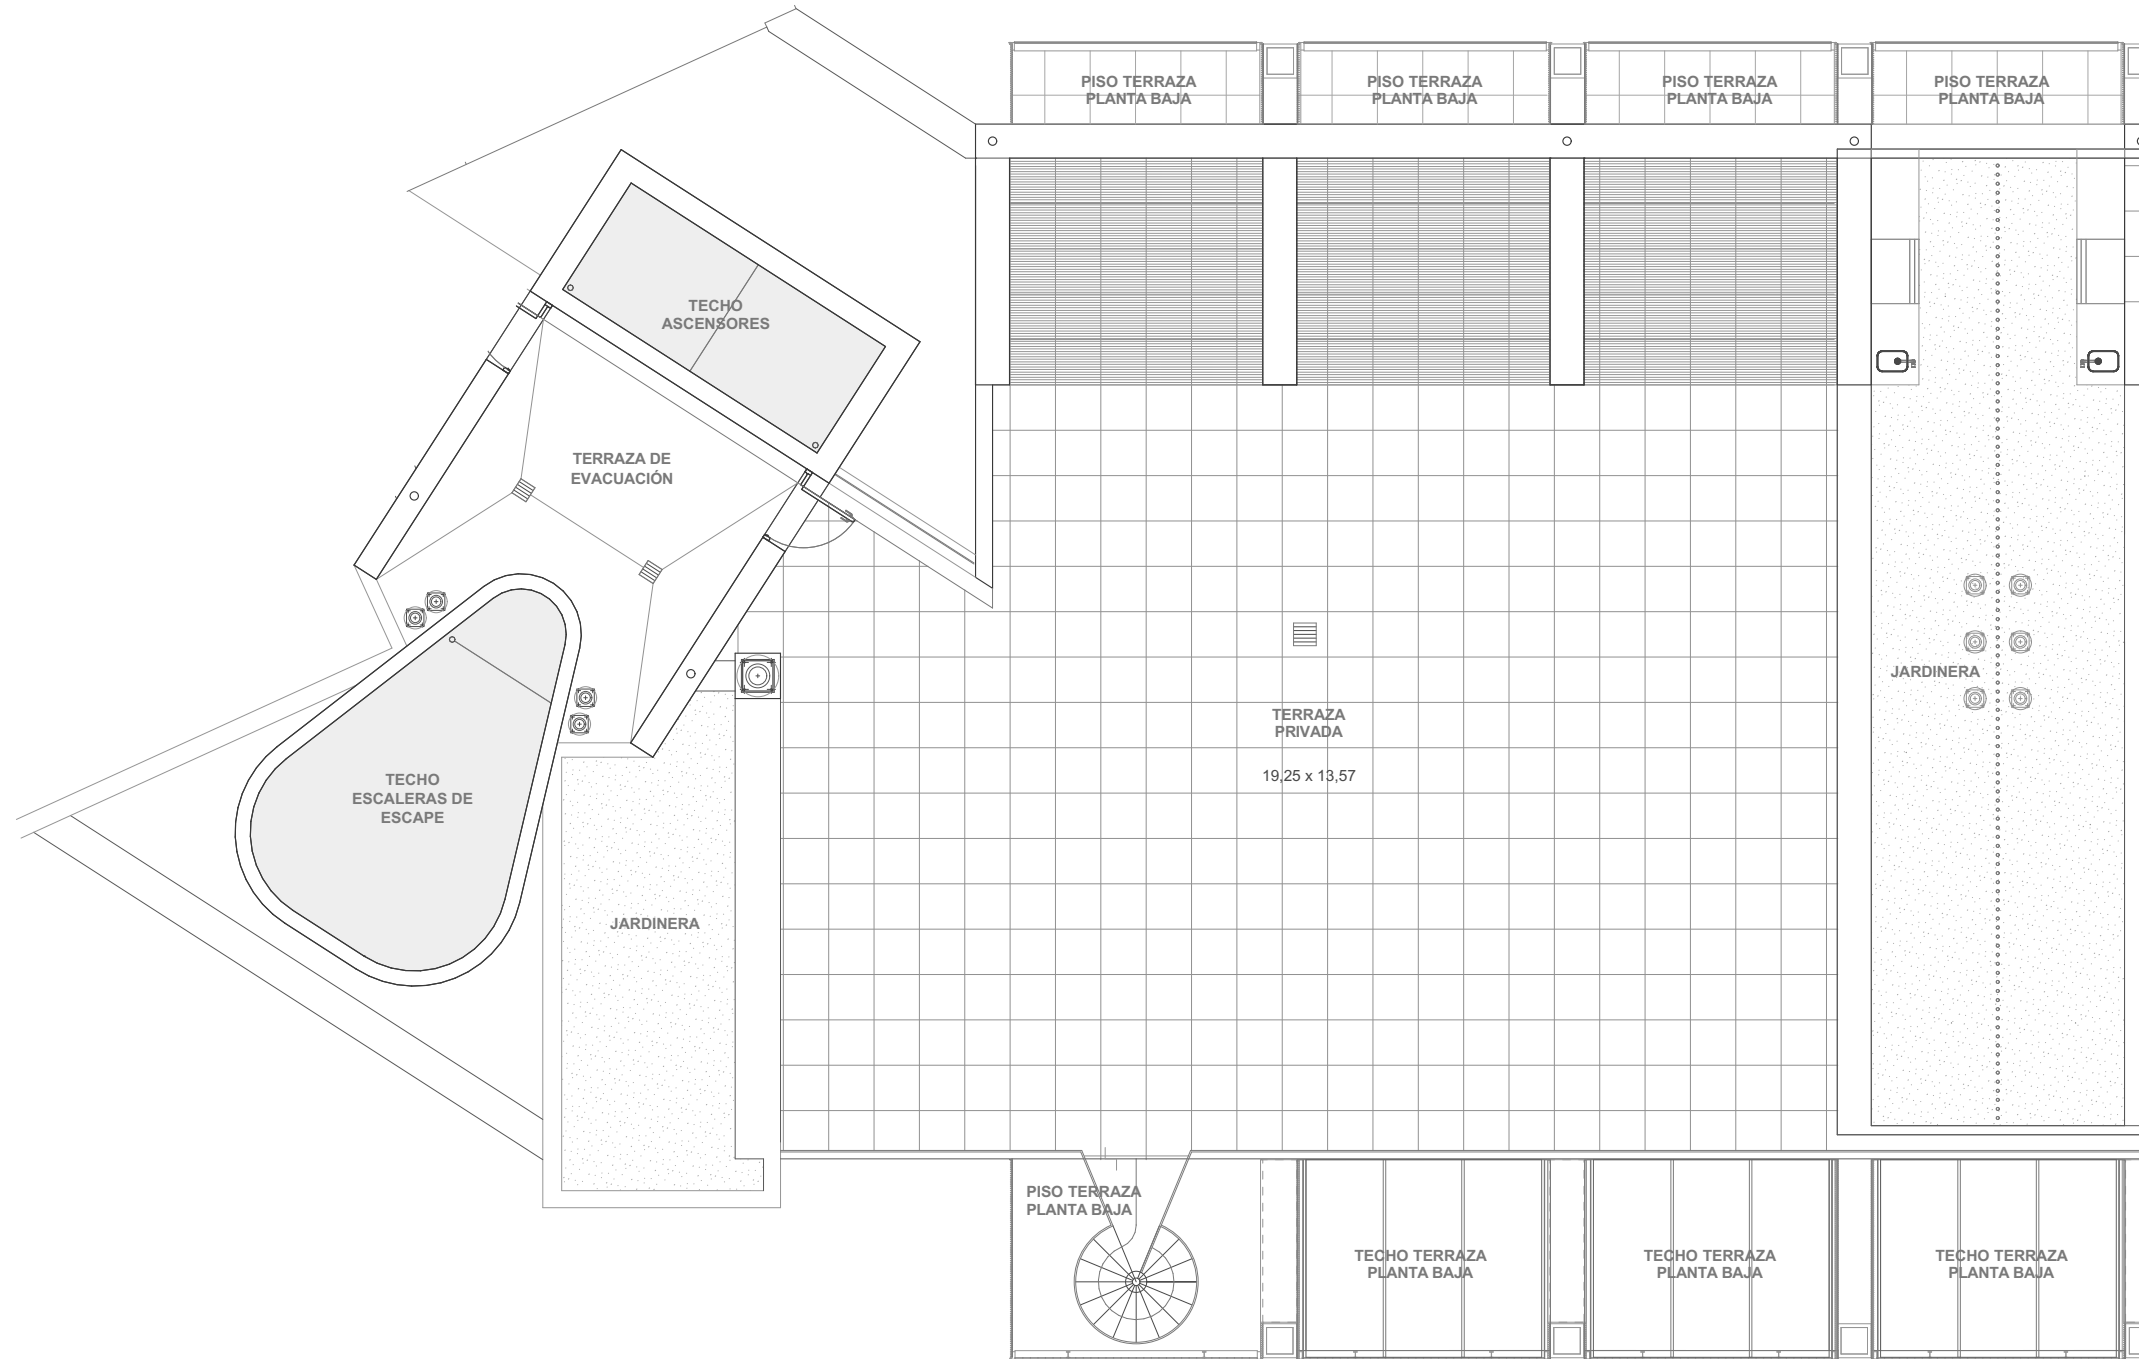 PISO TERRAZA
PLANTA BAJA
PISO TERRAZA
PLANTA BAJA
PISO TERRAZA
PLANTA BAJA
PISO TERRAZA
PLANTA BAJA
TECHO
ASCENSORES
TERRAZA DE
EVACUACIÓN
JARDINERA
TERRAZA
PRIVADA
19,25 x 13,57
TECHO
ESCALERAS DE
ESCAPE
JARDINERA
PISO TERRAZA
PLANTA BAJA
TECHO TERRAZA
PLANTA BAJA
TECHO TERRAZA
PLANTA BAJA
TECHO TERRAZA
PLANTA BAJA